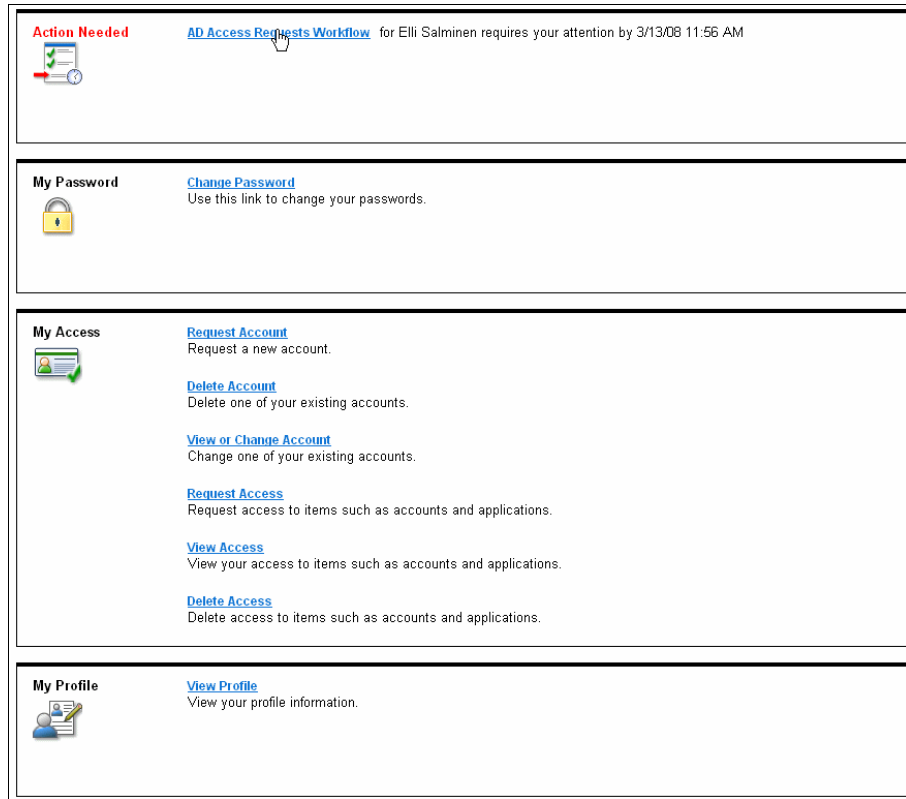 Action Needed
AD Access Requests Workflow for Elli Salminen requires your attention by 3/13/08 11:56 AM
My Password
Change Password
Use this link to change your passwords.
My Access
Request Account
Request a new account.
Delete Account
Delete one of your existing accounts.
View or Change Account
Change one of your existing accounts.
Request Access
Request access to items such as accounts and applications.
View Access
View your access to items such as accounts and applications.
Delete Access
Delete access to items such as accounts and applications.
My Profile
View Profile
View your profile information.